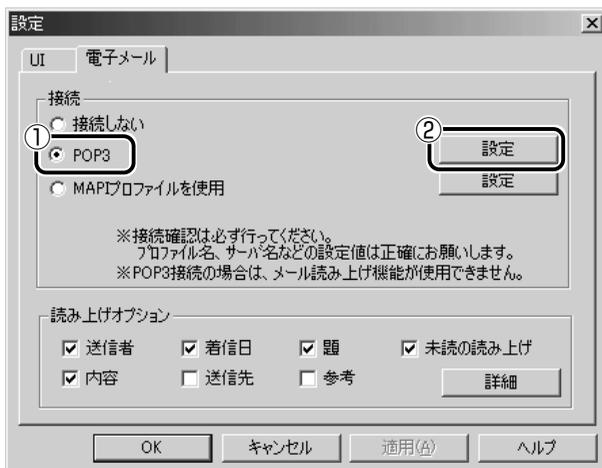 設定
UI 電子メール
接続
接続しない
① POP3
② 設定
MAPIプロファイルを使用
設定
※接続確認は必ず行ってください。
プロファイル名、サーバ名などの設定値は正確にお願いします。
※POP3接続の場合は、メール読み上げ機能が使用できません。
読み上げオプション
送信者 着信日 題 未読の読み上げ
内容 送信先 参考 詳細
OK キャンセル 適用(A) ヘルプ